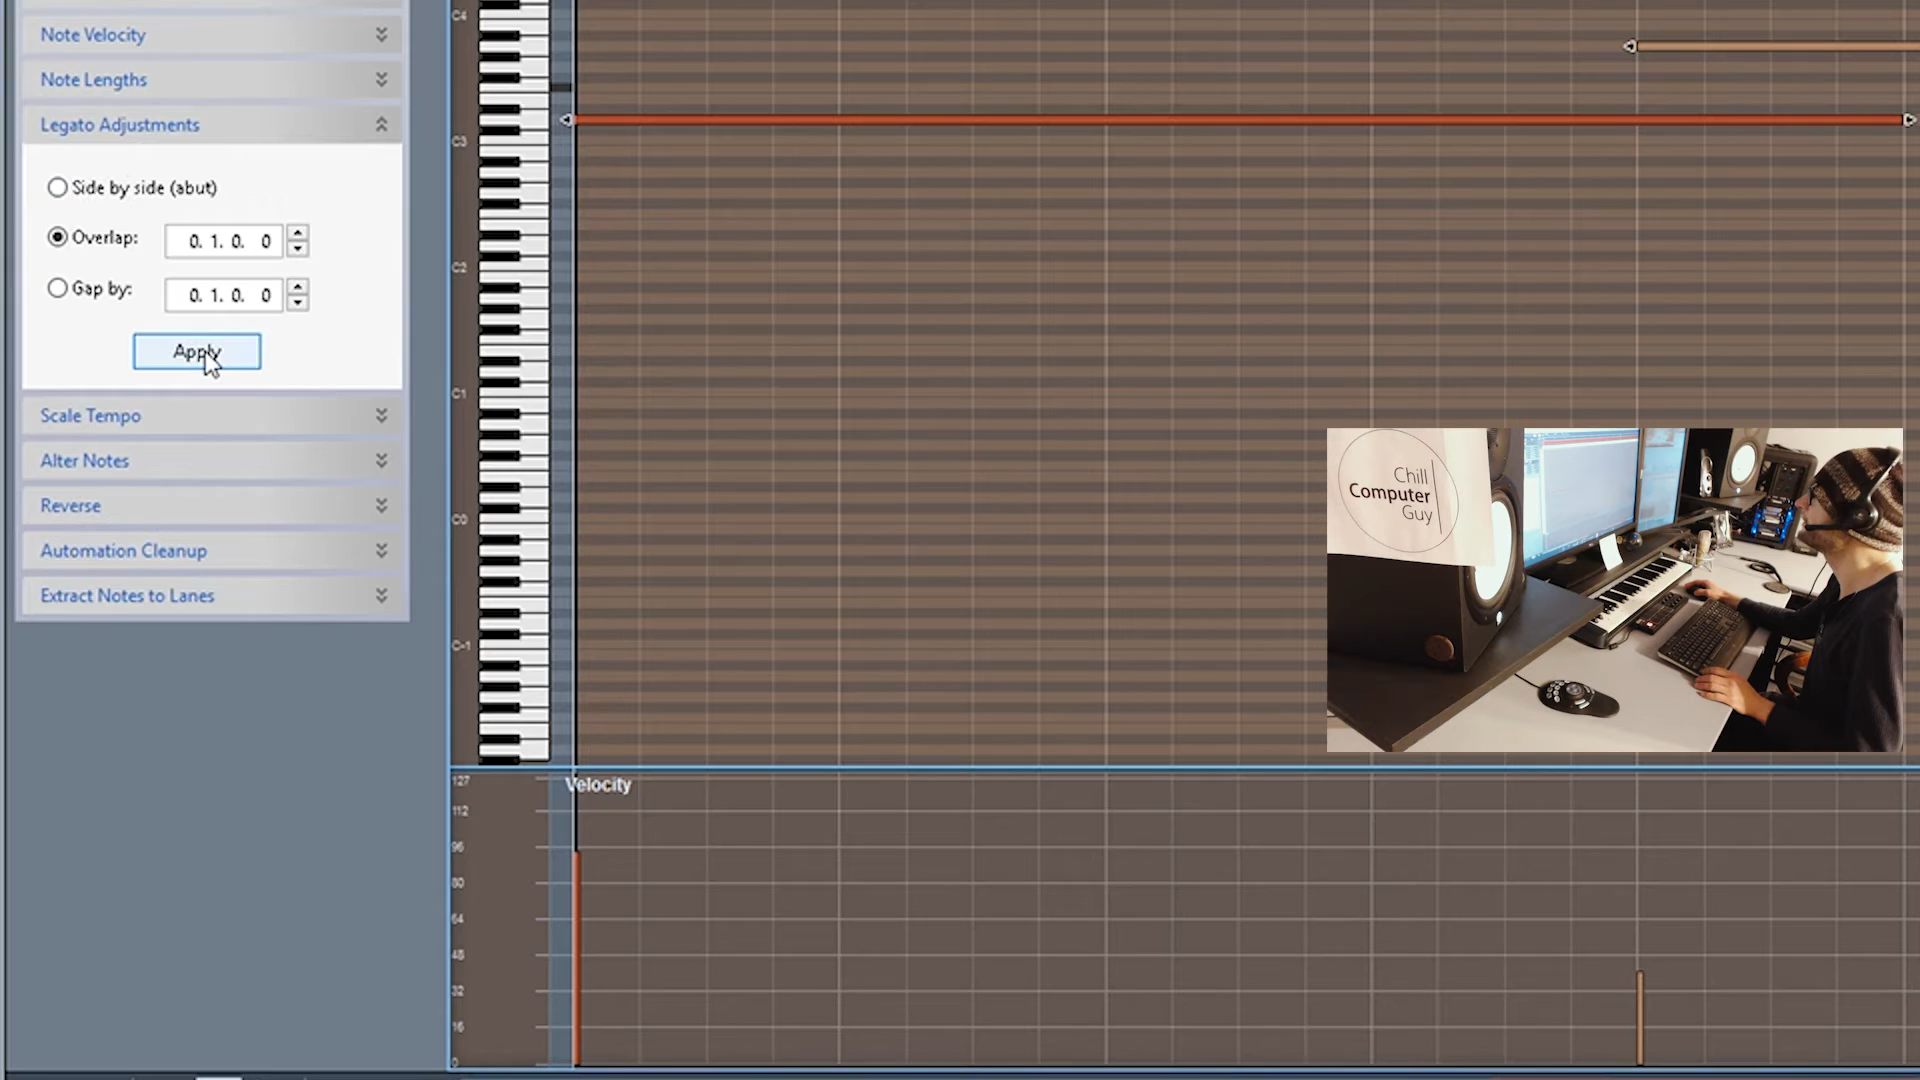 Note Velocity
Note Lengths
Legato Adjustments
Side by side (abut)
Overlap: 0. 1. 0. 0
Gap by: 0. 1. 0. 0
Apply
Scale Tempo
Alter Notes
Reverse
Automation Cleanup
Extract Notes to Lanes
C4
C3
C2
C1
C0
C-1
Chill
Computer
Guy
Velocity
127
112
96
80
64
48
32
16
0